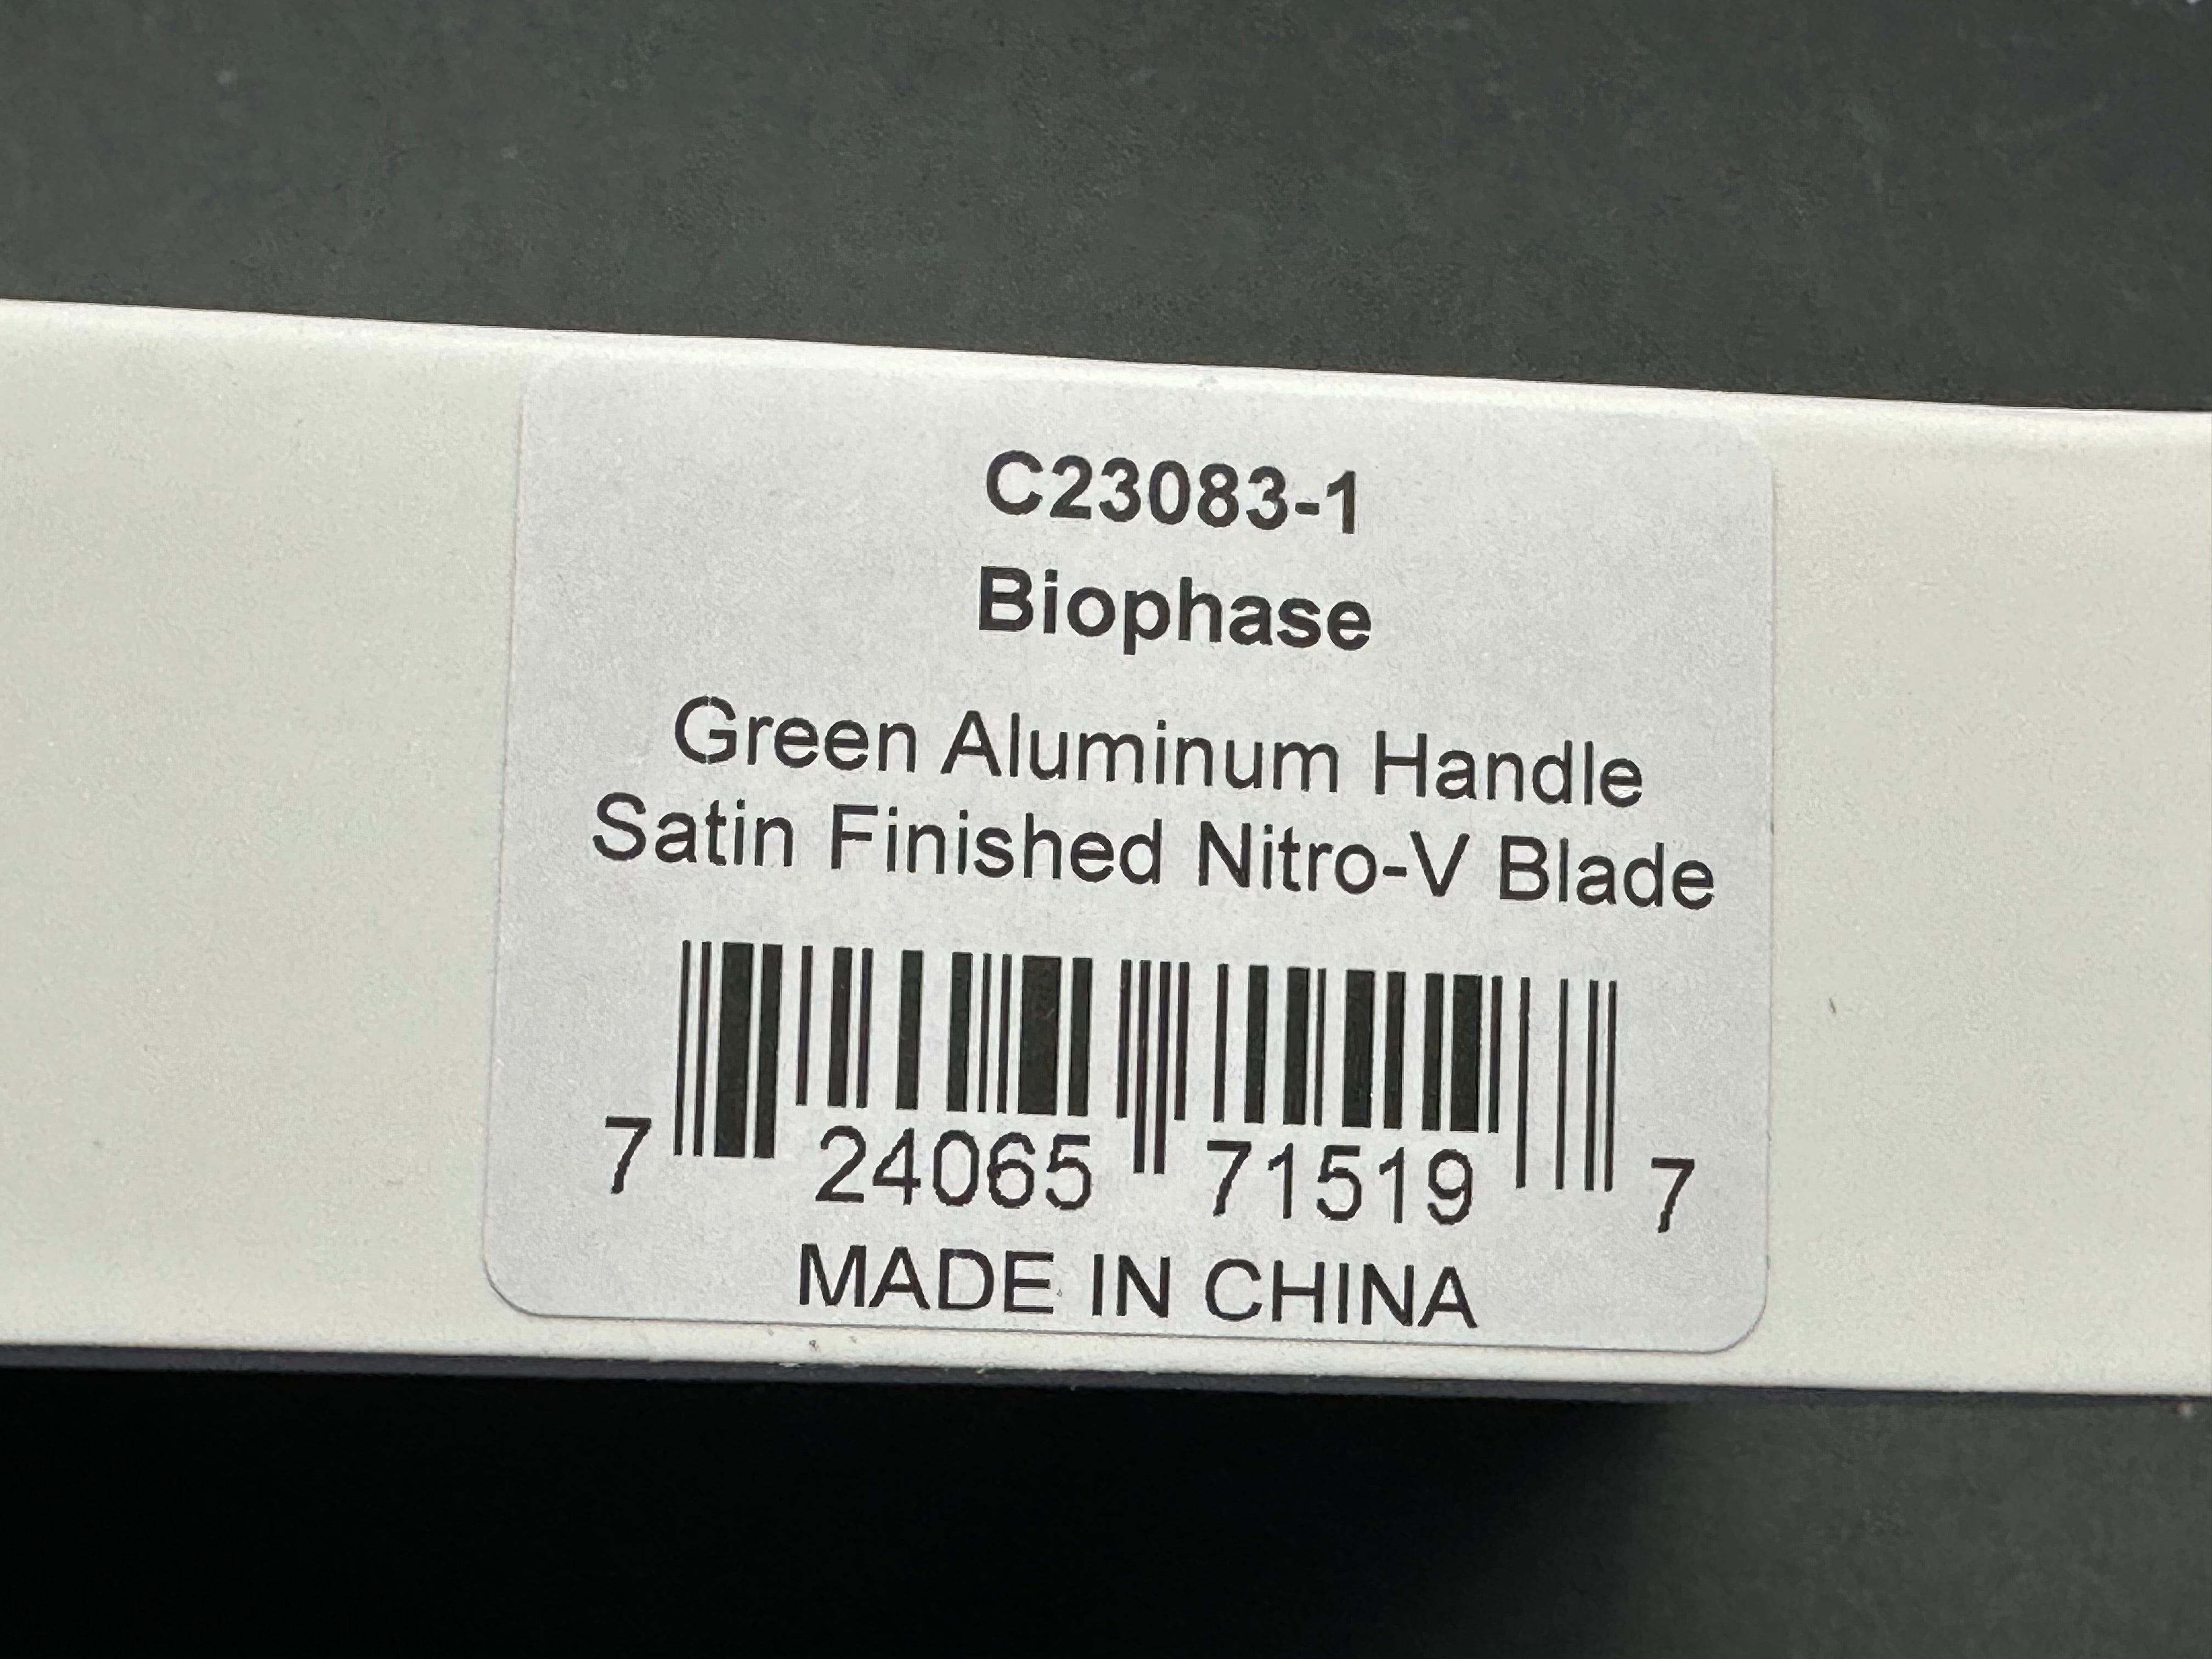 C23083-1
Biophase
Green Aluminum Handle
Satin Finished Nitro-V Blade
7 24065 71519 7
MADE IN CHINA